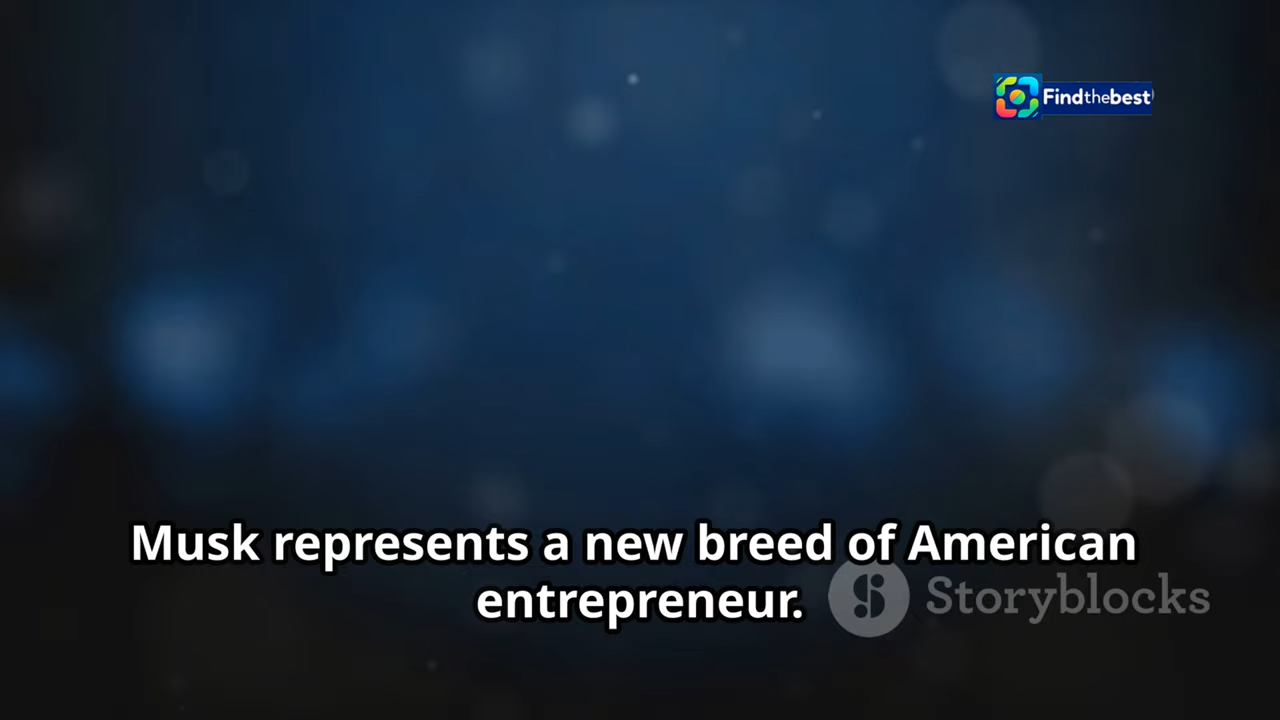 Findthebest
Musk represents a new breed of American
entrepreneur.
Storyblocks